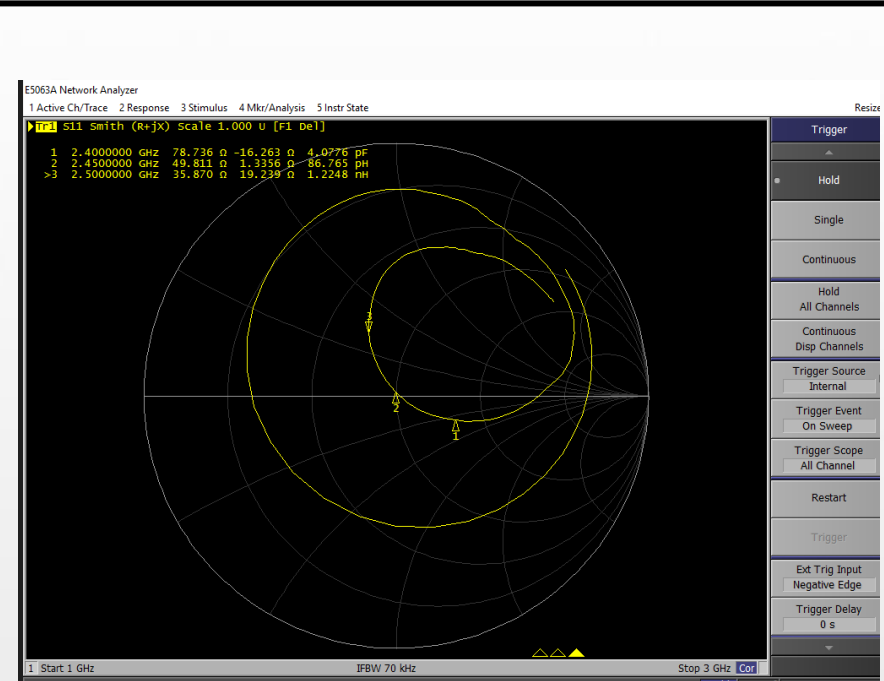 E5063A Network Analyzer
1 Active Ch/Trace 2 Response 3 Stimulus 4 Mkr/Analysis 5 Instr State
Resize
Tr1 S11 Smith (R+jX) Scale 1.000 U [F1 Del]
1 2.4000000 GHz 78.736 Ω -16.263 Ω 4.0776 pF
2 2.4500000 GHz 49.811 Ω 1.3356 Ω 86.765 pH
>3 2.5000000 GHz 35.870 Ω 19.239 Ω 1.2248 nH
3
2
1
Trigger
Hold
Single
Continuous
Hold
All Channels
Continuous
Disp Channels
Trigger Source
Internal
Trigger Event
On Sweep
Trigger Scope
All Channel
Restart
Trigger
Ext Trig Input
Negative Edge
Trigger Delay
0 s
1 Start 1 GHz
IFBW 70 kHz
Stop 3 GHz Cor